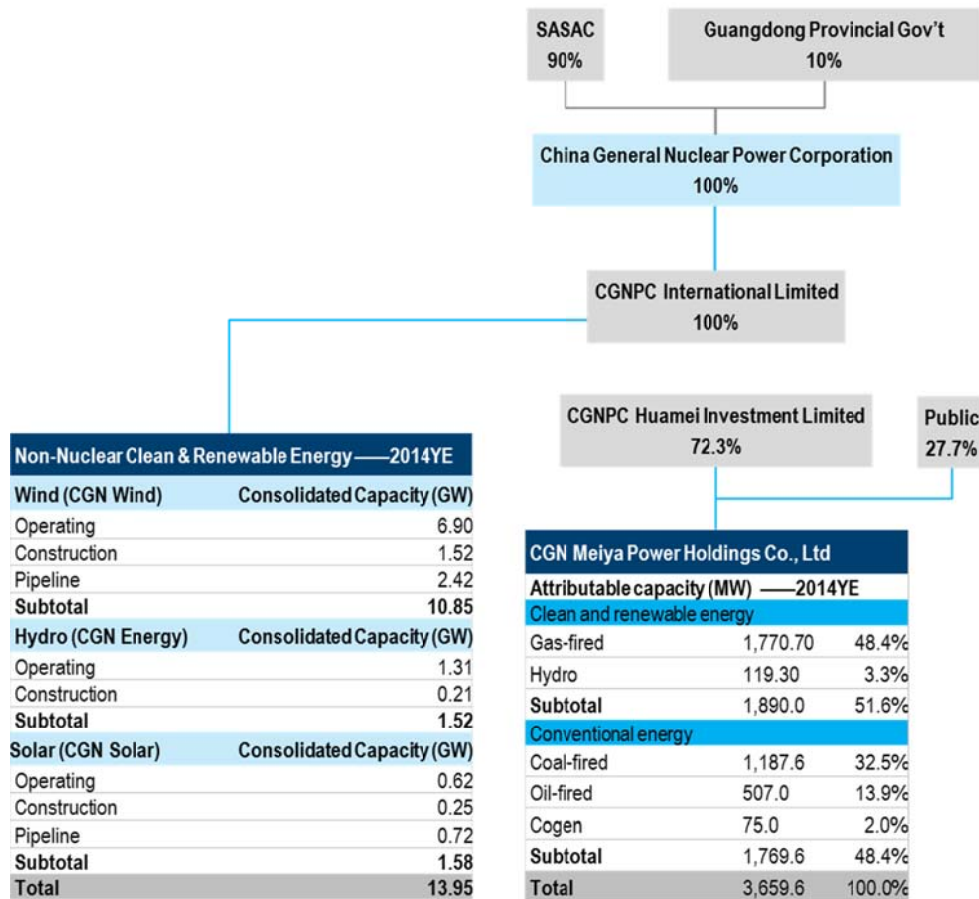 SASAC
90%
Guangdong Provincial Gov't
10%
China General Nuclear Power Corporation
100%
CGNPC International Limited
100%
CGNPC Huamei Investment Limited
72.3%
Public
27.7%
Non-Nuclear Clean & Renewable Energy——2014YE
Wind (CGN Wind) Consolidated Capacity (GW)
Operating 6.90
Construction 1.52
Pipeline 2.42
Subtotal 10.85
Hydro (CGN Energy) Consolidated Capacity (GW)
Operating 1.31
Construction 0.21
Subtotal 1.52
Solar (CGN Solar) Consolidated Capacity (GW)
Operating 0.62
Construction 0.25
Pipeline 0.72
Subtotal 1.58
Total 13.95
CGN Meiya Power Holdings Co., Ltd
Attributable capacity (MW) ——2014YE
Clean and renewable energy
Gas-fired 1,770.70 48.4%
Hydro 119.30 3.3%
Subtotal 1,890.0 51.6%
Conventional energy
Coal-fired 1,187.6 32.5%
Oil-fired 507.0 13.9%
Cogen 75.0 2.0%
Subtotal 1,769.6 48.4%
Total 3,659.6 100.0%